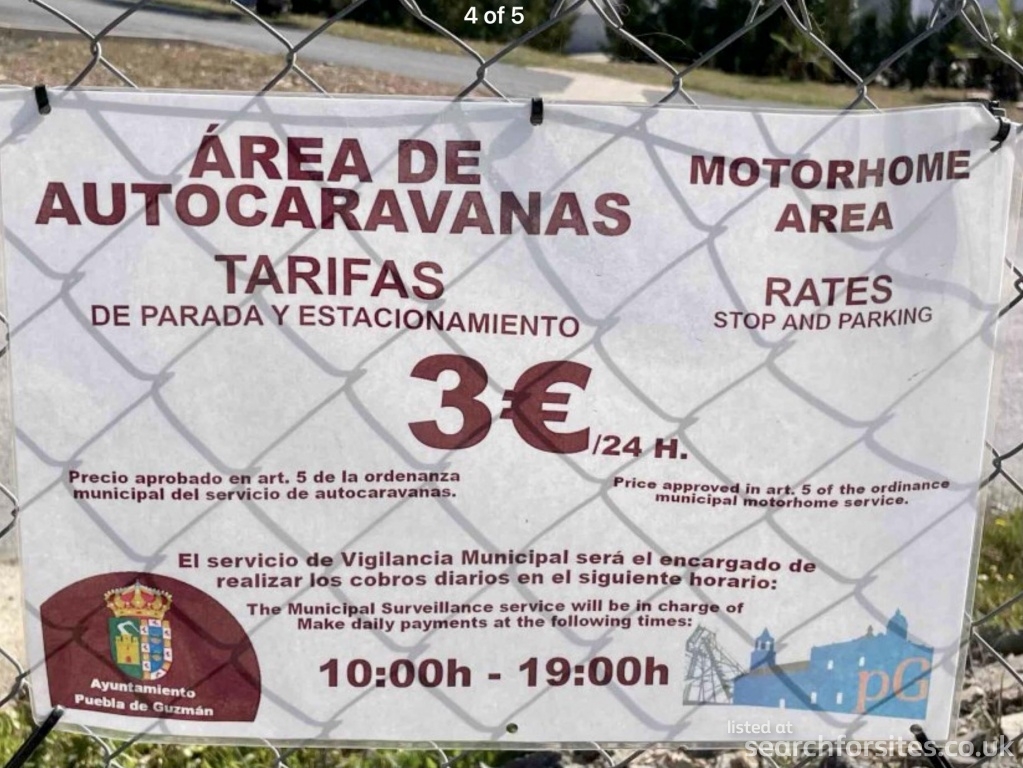 4 of 5
ÁREA DE
AUTOCARAVANAS
TARIFAS
DE PARADA Y ESTACIONAMIENTO
MOTORHOME
AREA
RATES
STOP AND PARKING
3€/24 H.
Precio aprobado en art. 5 de la ordenanza
municipal del servicio de autocaravanas.
Price approved in art. 5 of the ordinance
municipal motorhome service.
El servicio de Vigilancia Municipal será el encargado de
realizar los cobros diarios en el siguiente horario:
The Municipal Surveillance service will be in charge of
Make daily payments at the following times:
10:00h - 19:00h
Ayuntamiento
Puebla de Guzmán
pG
listed at
searchforsites.co.uk